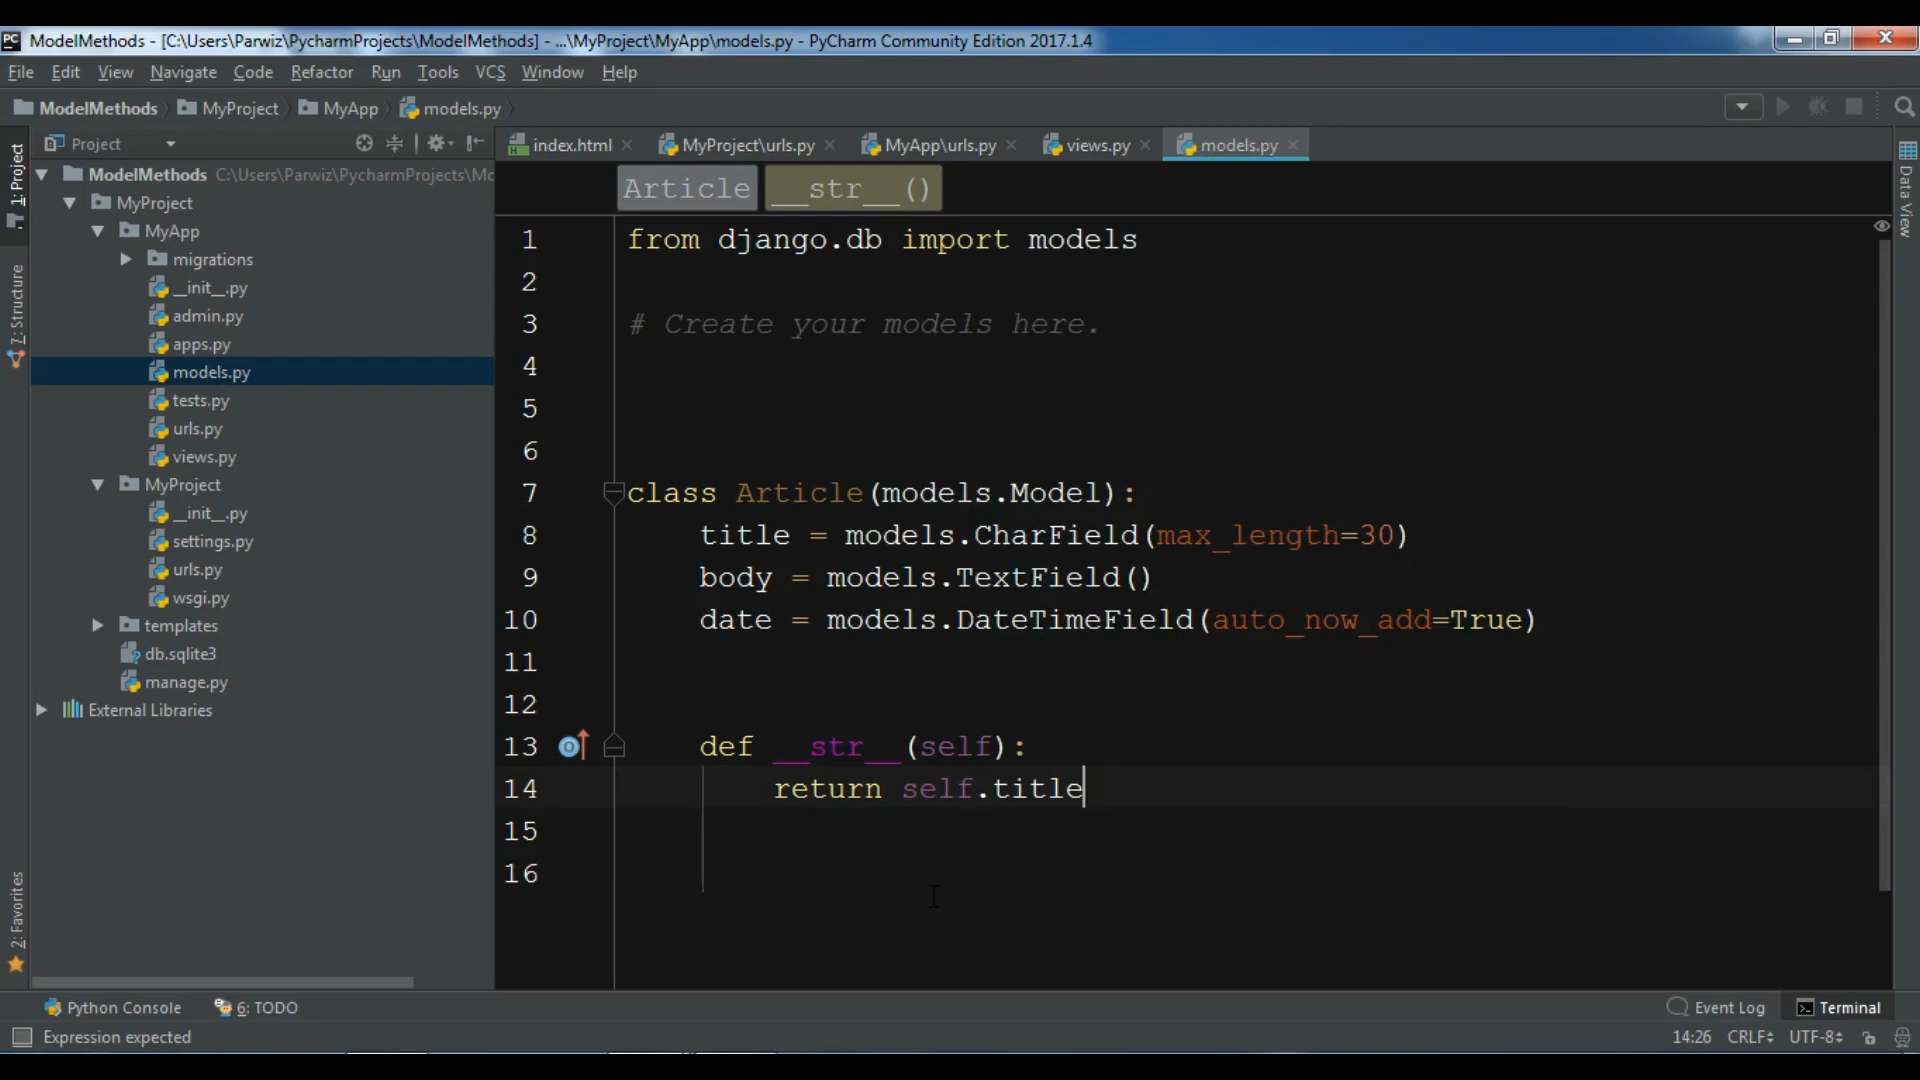 PC ModelMethods - [C:\Users\Parwiz\PycharmProjects\ModelMethods] - ...\MyProject\MyApp\models.py - PyCharm Community Edition 2017.1.4
File Edit View Navigate Code Refactor Run Tools VCS Window Help
ModelMethods MyProject MyApp models.py
Project
index.html MyProject\urls.py MyApp\urls.py views.py models.py
1: Project
7: Structure
2: Favorites
Data View
ModelMethods C:\Users\Parwiz\PycharmProjects\Mc
MyProject
MyApp
migrations
__init__.py
admin.py
apps.py
models.py
tests.py
urls.py
views.py
MyProject
__init__.py
settings.py
urls.py
wsgi.py
templates
db.sqlite3
manage.py
External Libraries
Article __str__()
1 from django.db import models
2
3 # Create your models here.
4
5
6
7 class Article(models.Model):
8 title = models.CharField(max_length=30)
9 body = models.TextField()
10 date = models.DateTimeField(auto_now_add=True)
11
12
13 def __str__(self):
14 return self.title
15
16
Python Console 6: TODO Event Log Terminal
Expression expected 14:26 CRLF UTF-8